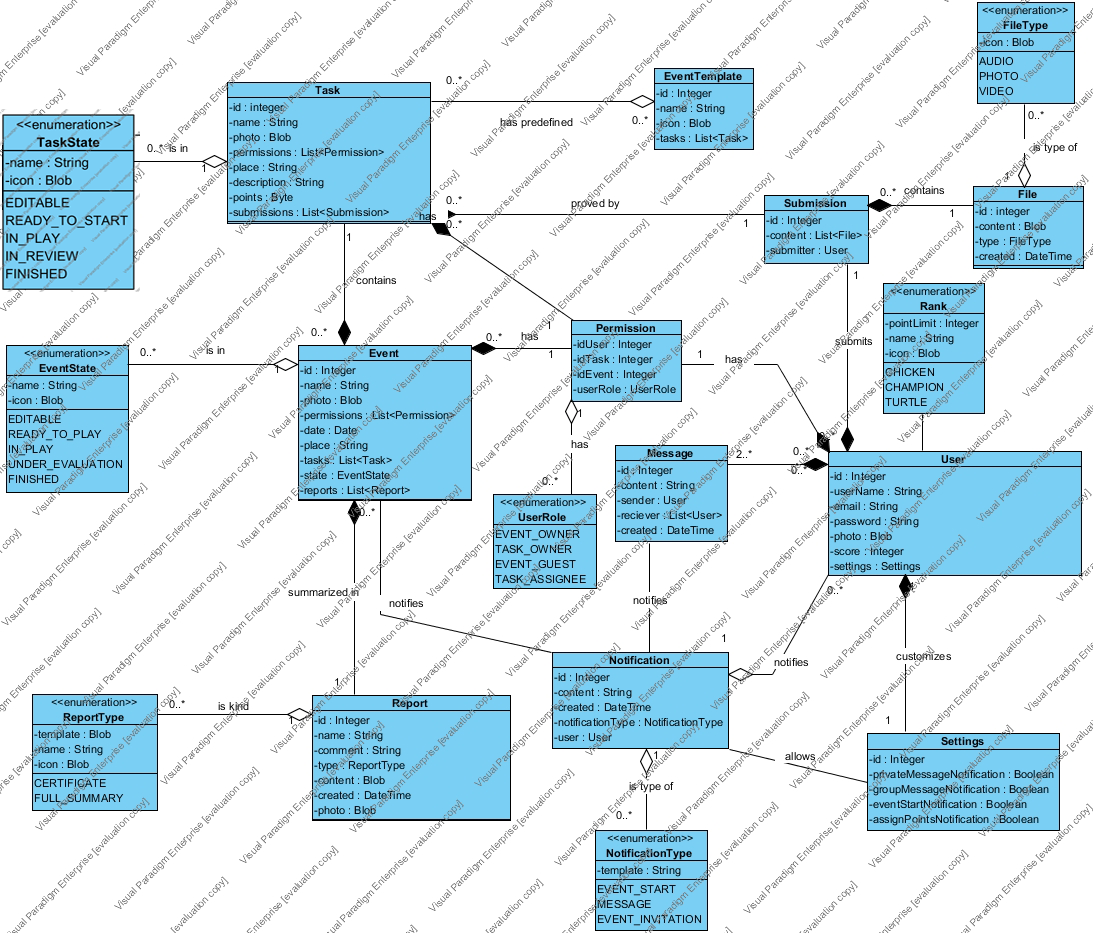 <<enumeration>>
FileType
-icon : Blob
AUDIO
PHOTO
VIDEO
0..*
is type of
1
EventTemplate
-id : Integer
-name : String
-icon : Blob
-tasks : List<Task>
0..*
has predefined
0..*
Task
-id : integer
-name : String
-photo : Blob
-permissions : List<Permission>
-place : String
-description : String
-points : Byte
-submissions : List<Submission>
<<enumeration>>
TaskState
-name : String
-icon : Blob
EDITABLE
READY_TO_START
IN_PLAY
IN_REVIEW
FINISHED
0..*
is in
1
0..*
proved by
1
has
0..*
1
Submission
-id : Integer
-content : List<File>
-submitter : User
0..*
contains
1
File
-id : integer
-content : Blob
-type : FileType
-created : DateTime
1
contains
0..*
1
submits
0..*
<<enumeration>>
Rank
-pointLimit : Integer
-name : String
-icon : Blob
CHICKEN
CHAMPION
TURTLE
<<enumeration>>
EventState
-name : String
-icon : Blob
EDITABLE
READY_TO_PLAY
IN_PLAY
UNDER_EVALUATION
FINISHED
0..*
is in
1
Event
-id : Integer
-name : String
-photo : Blob
-permissions : List<Permission>
-date : Date
-place : String
-tasks : List<Task>
-state : EventState
-reports : List<Report>
0..*
has
1
Permission
-idUser : Integer
-idTask : Integer
-idEvent : Integer
-userRole : UserRole
1
has
1
has
0..*
<<enumeration>>
UserRole
EVENT_OWNER
TASK_OWNER
EVENT_GUEST
TASK_ASSIGNEE
Message
-id : Integer
-content : String
-sender : User
-reciever : List<User>
-created : DateTime
2..*
0..*
User
-id : Integer
-userName : String
-email : String
-password : String
-photo : Blob
-score : Integer
-settings : Settings
0..*
summarized in
1
notifies
notifies
1
notifies
0..*
1
customizes
1
<<enumeration>>
ReportType
-template : Blob
-name : String
-icon : Blob
CERTIFICATE
FULL_SUMMARY
0..*
is kind
1
Report
-id : Integer
-name : String
-comment : String
-type : ReportType
-content : Blob
-created : DateTime
-photo : Blob
Notification
-id : Integer
-content : String
-created : DateTime
-notificationType : NotificationType
-user : User
allows
Settings
-id : Integer
-privateMessageNotification : Boolean
-groupMessageNotification : Boolean
-eventStartNotification : Boolean
-assignPointsNotification : Boolean
1
is type of
0..*
<<enumeration>>
NotificationType
-template : String
EVENT_START
MESSAGE
EVENT_INVITATION
Visual Paradigm Enterprise [evaluation copy]